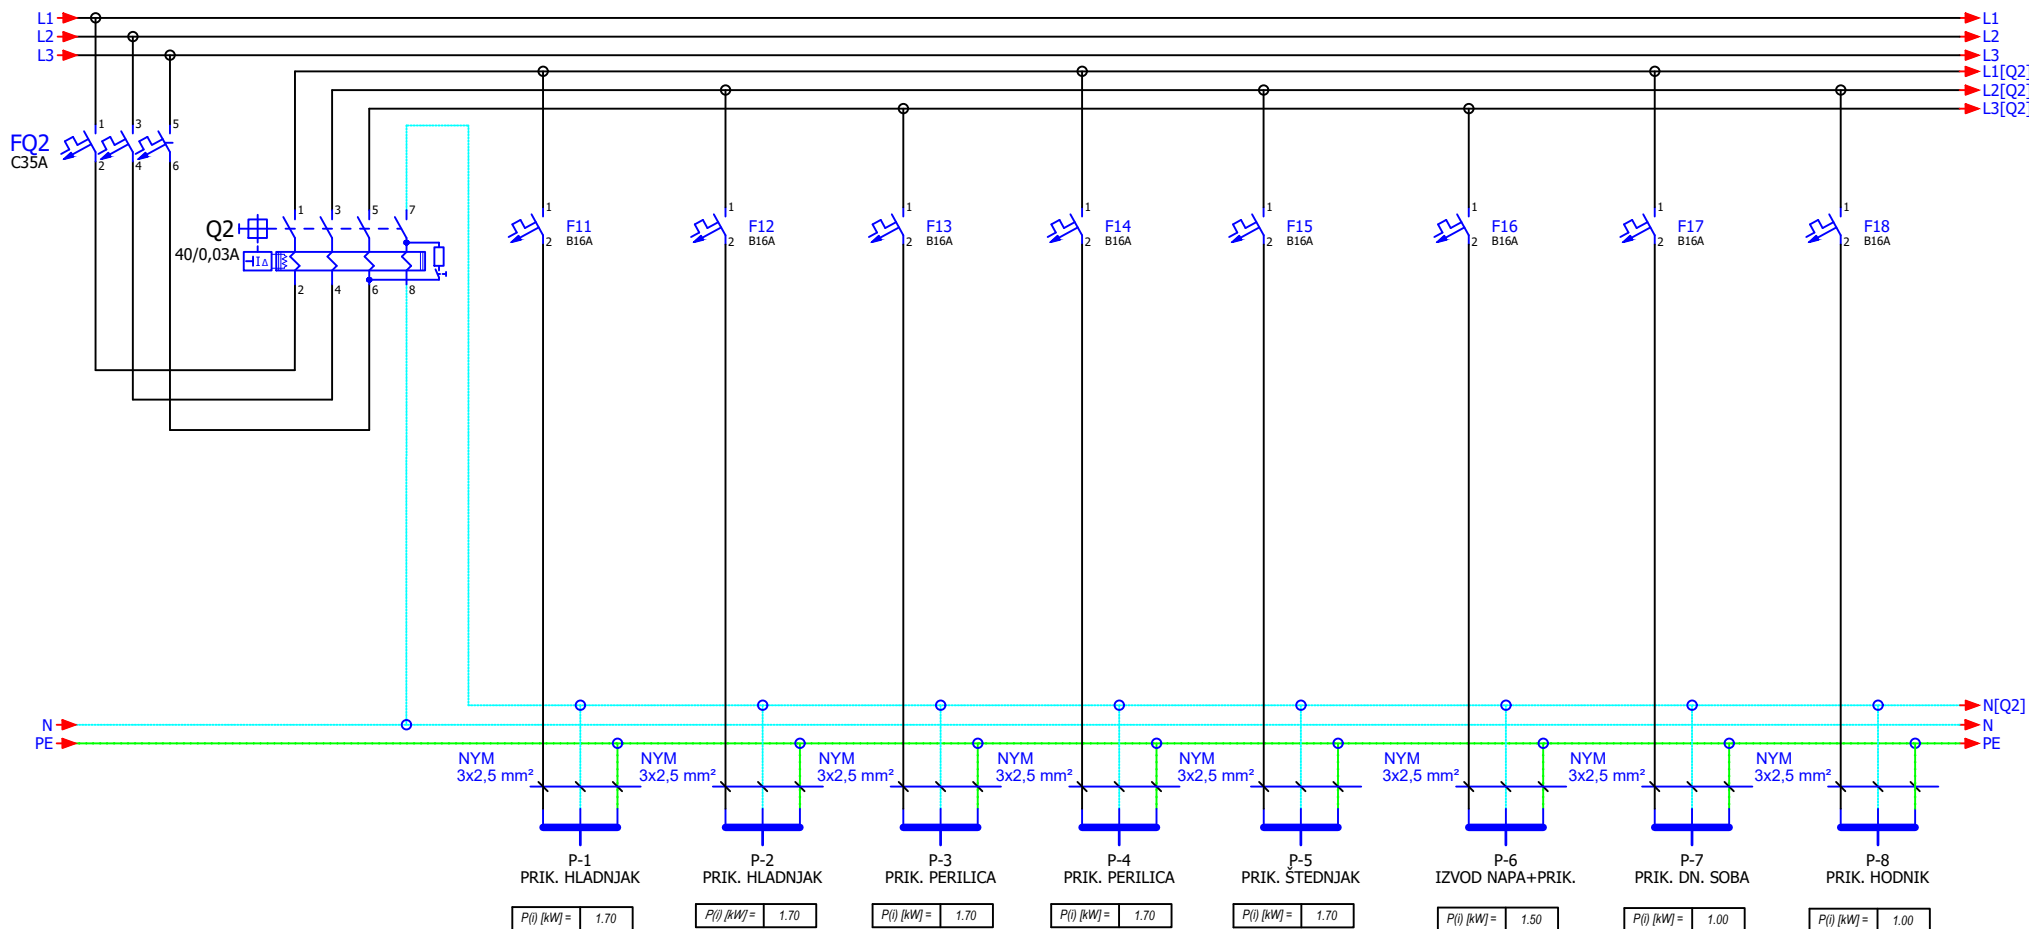 L1
L2
L3
L1
L2
L3
L1[Q2]
L2[Q2]
L3[Q2]
FQ2
C35A
1
3
5
2
4
6
Q2
40/0,03A
IΔ
1
3
5
7
2
4
6
8
1
2
F11
B16A
1
2
F12
B16A
1
2
F13
B16A
1
2
F14
B16A
1
2
F15
B16A
1
2
F16
B16A
1
2
F17
B16A
1
2
F18
B16A
N
PE
N[Q2]
N
PE
NYM
3x2,5 mm²
NYM
3x2,5 mm²
NYM
3x2,5 mm²
NYM
3x2,5 mm²
NYM
3x2,5 mm²
NYM
3x2,5 mm²
NYM
3x2,5 mm²
NYM
3x2,5 mm²
P-1
PRIK. HLADNJAK
P(i) [kW] = 1.70
P-2
PRIK. HLADNJAK
P(i) [kW] = 1.70
P-3
PRIK. PERILICA
P(i) [kW] = 1.70
P-4
PRIK. PERILICA
P(i) [kW] = 1.70
P-5
PRIK. ŠTEDNJAK
P(i) [kW] = 1.70
P-6
IZVOD NAPA+PRIK.
P(i) [kW] = 1.50
P-7
PRIK. DN. SOBA
P(i) [kW] = 1.00
P-8
PRIK. HODNIK
P(i) [kW] = 1.00